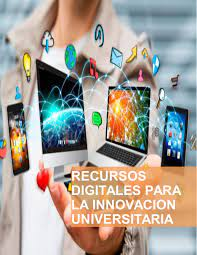 RECURSOS
DIGITALES PARA
LA INNOVACION
UNIVERSITARIA